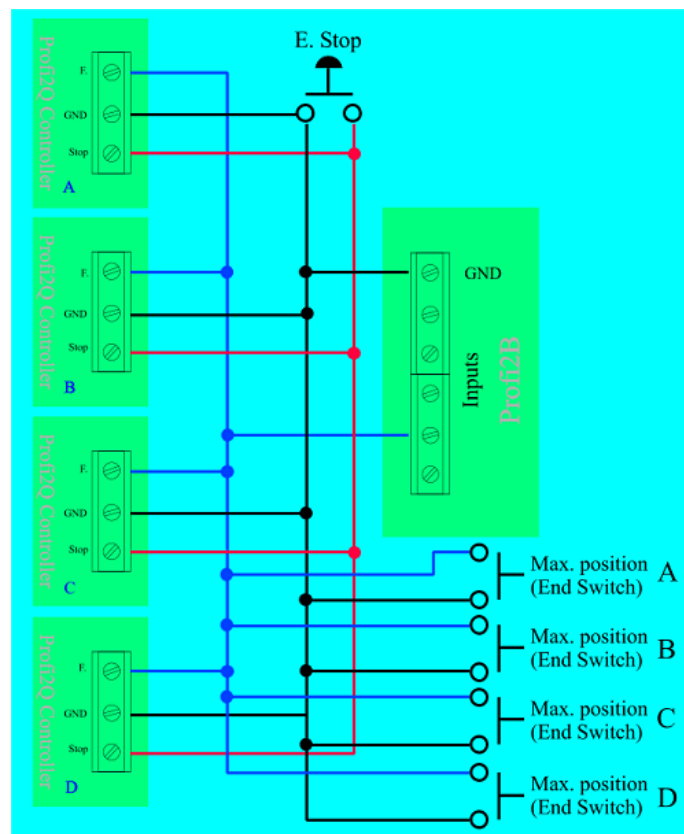 E. Stop
Profi2Q Controller
F.
GND
Stop
A
Profi2Q Controller
F.
GND
Stop
B
Profi2Q Controller
F.
GND
Stop
C
Profi2Q Controller
F.
GND
Stop
D
GND
Inputs
Profi2B
Max. position
(End Switch)
A
Max. position
(End Switch)
B
Max. position
(End Switch)
C
Max. position
(End Switch)
D